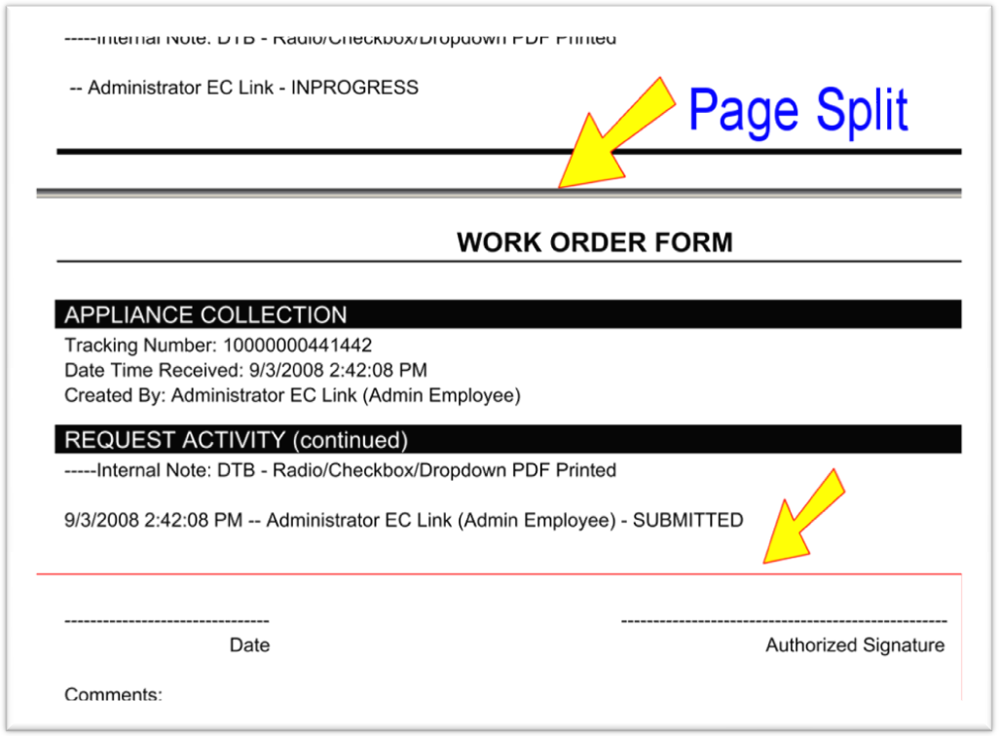 -----Internal Note: DTB - Radio/Checkbox/Dropdown PDF Printed
-- Administrator EC Link - INPROGRESS
Page Split
WORK ORDER FORM
APPLIANCE COLLECTION
Tracking Number: 10000000441442
Date Time Received: 9/3/2008 2:42:08 PM
Created By: Administrator EC Link (Admin Employee)
REQUEST ACTIVITY (continued)
-----Internal Note: DTB - Radio/Checkbox/Dropdown PDF Printed
9/3/2008 2:42:08 PM -- Administrator EC Link (Admin Employee) - SUBMITTED
-------------------------------- ---------------------------------------------------
Date Authorized Signature
Comments: